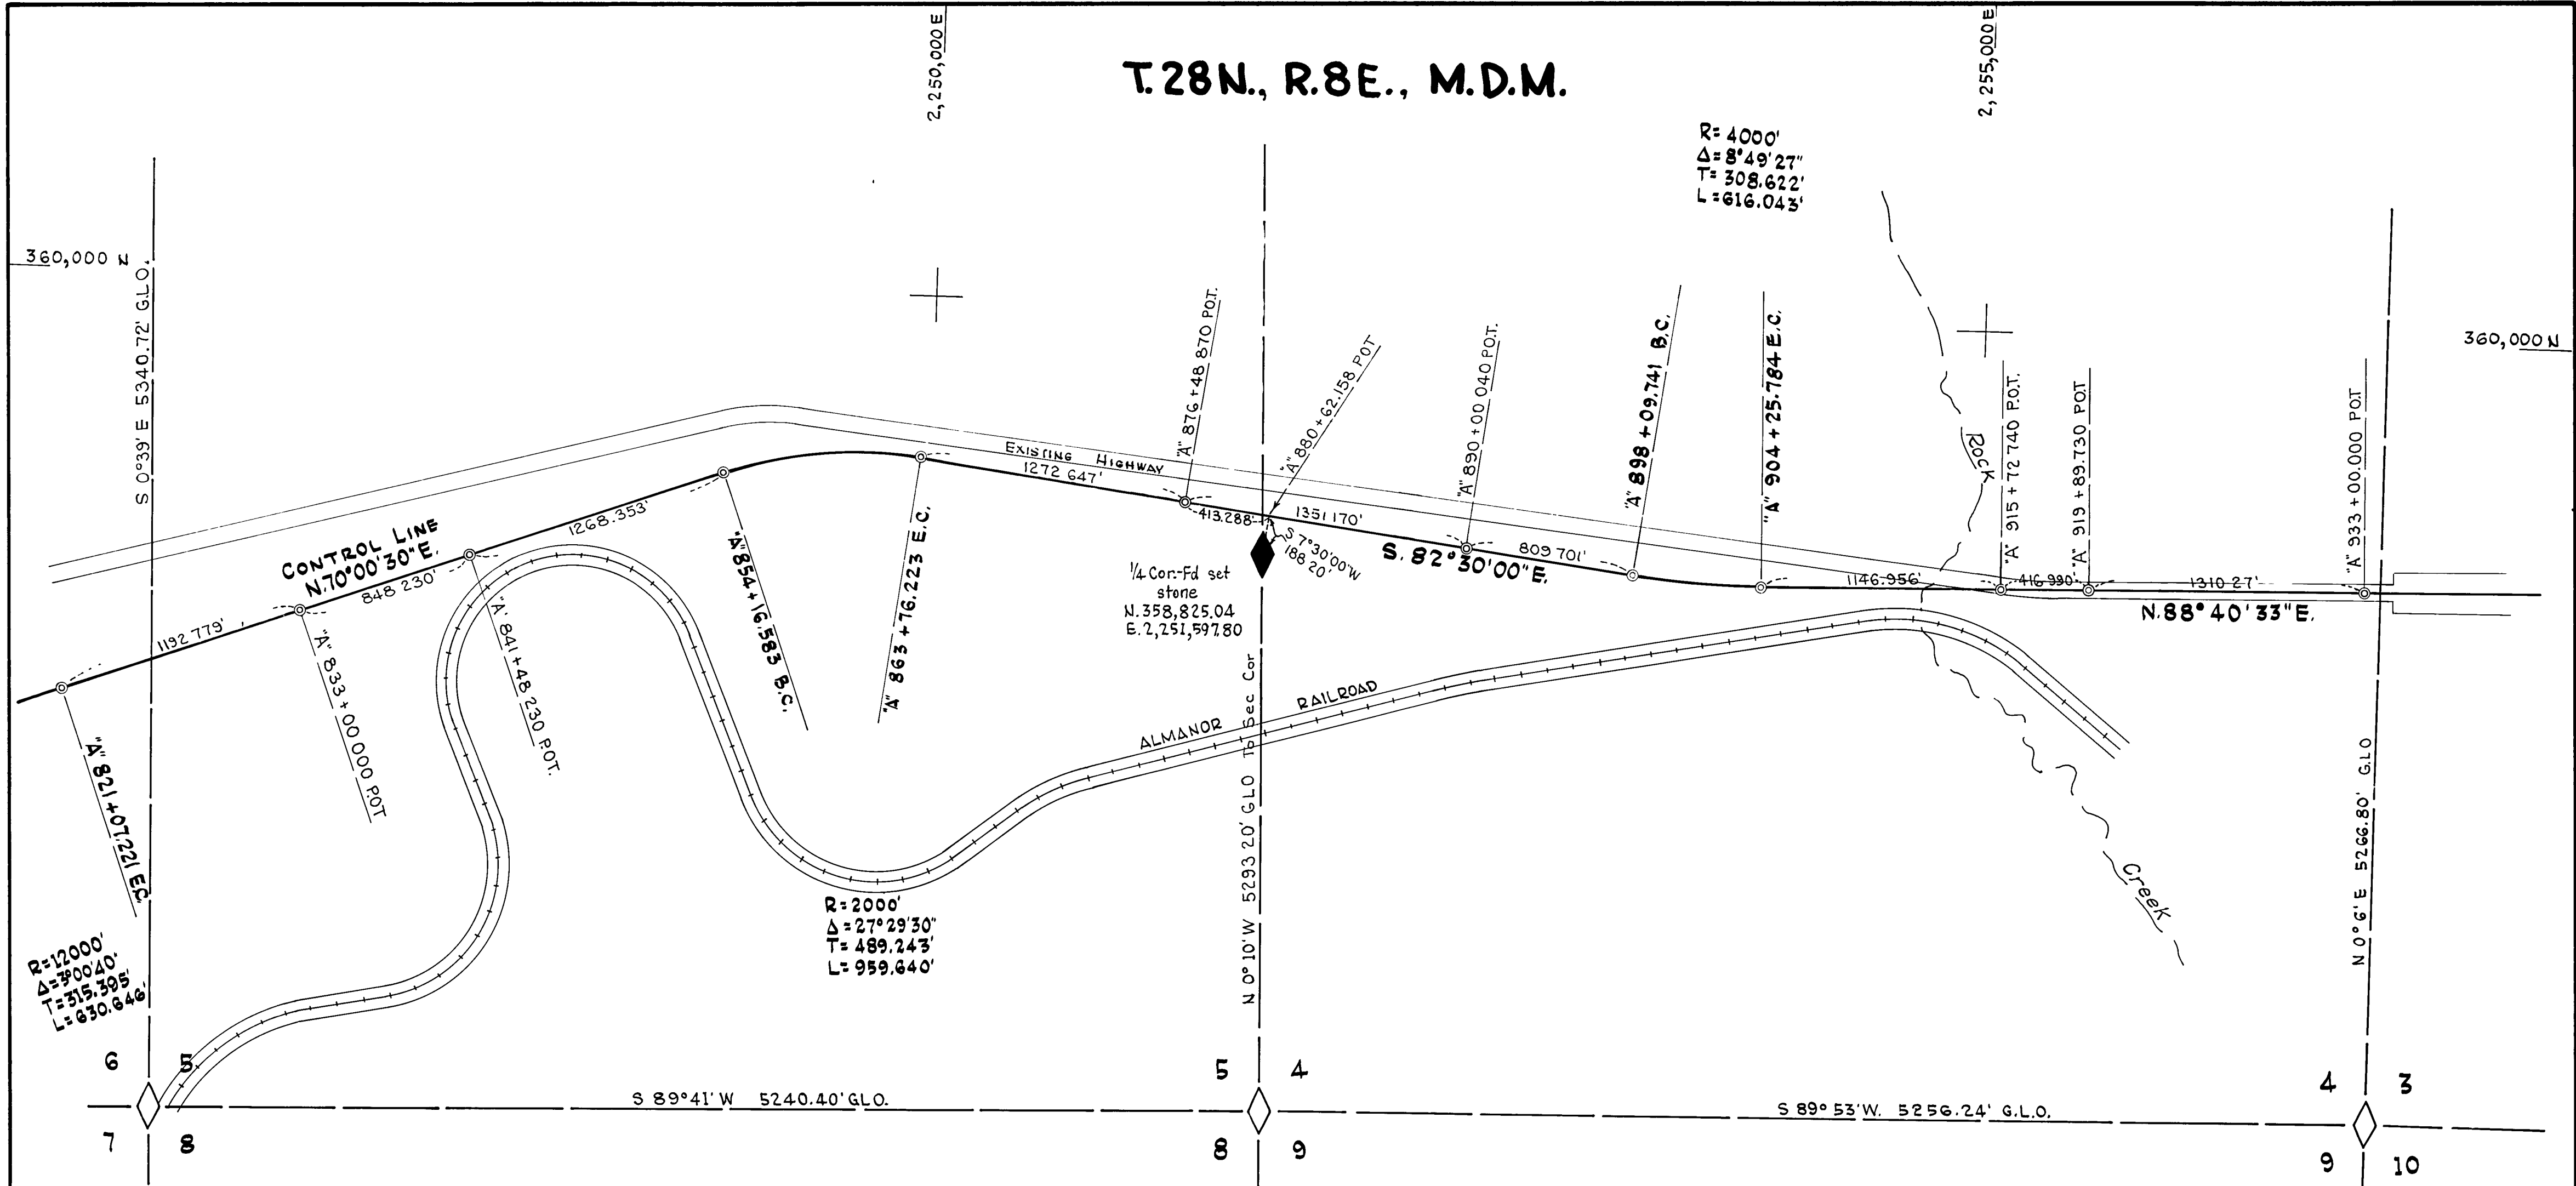 T. 28 N., R. 8 E., M.D.M.
2,250,000 E
2,255,000 E
R= 4000'
Δ= 8°49'27"
T= 308.622'
L= 616.043'
360,000 N
360,000 N
S 0°39' E 5340.72' G.L.O.
"A" 876+48 870 P.O.T.
"A" 880+62.158 POT
"A" 890+00 040 P.O.T.
"A" 898+09.741 B.C.
"A" 904+25.784 E.C.
"A" 915+72 740 P.O.T.
"A" 919+89.730 POT
"A" 933+00.000 P.O.T
Rock
EXISTING HIGHWAY
1272 647'
413.288'
1351 170'
S 7°30'00"W
188 20'
S. 82°30'00"E.
809 701'
1146.956'
416 990'
1310 27'
N. 88°40'33"E.
CONTROL LINE
N. 70°00'30"E.
1192 779'
848 230'
1268.353'
1/4 Cor.-Fd set
stone
N. 358,825.04
E. 2,251,597.80
"A" 821+07.221 E.C.
"A" 833+00 000 P.O.T
"A" 841+48 230 P.O.T.
"A" 854+16.583 B.C.
"A" 863+76.223 E.C.
ALMANOR RAILROAD
N 0°10'W 5293 20' GLO To Sec Cor
N 0°6' E 5266.80' G.L.O
Creek
R=12000'
Δ=3°00'40"
T=315.395'
L=630.646'
R=2000'
Δ=27°29'30"
T= 489.243'
L= 959.640'
6 5
5 4
4 3
S 89°41' W 5240.40' GLO.
S 89°53' W. 5256.24' G.L.O.
7 8
8 9
9 10